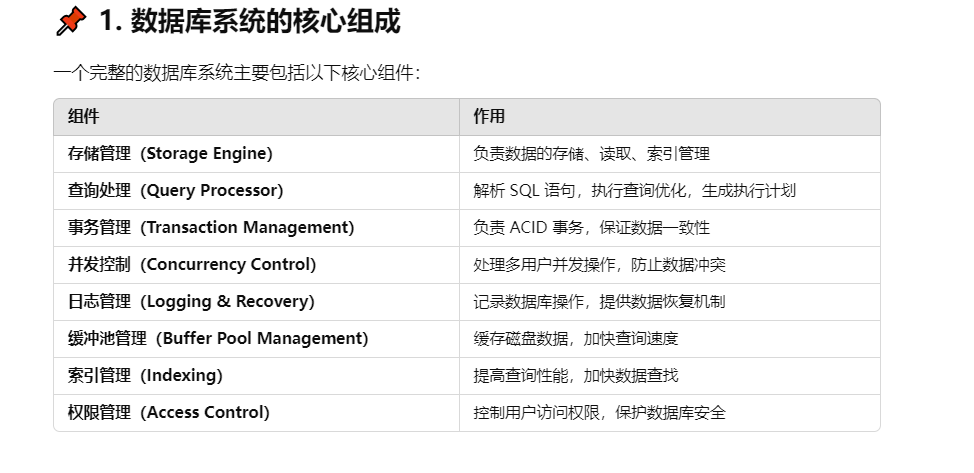 1. 数据库系统的核心组成
一个完整的数据库系统主要包括以下核心组件：
组件 作用
存储管理（Storage Engine） 负责数据的存储、读取、索引管理
查询处理（Query Processor） 解析 SQL 语句，执行查询优化，生成执行计划
事务管理（Transaction Management） 负责 ACID 事务，保证数据一致性
并发控制（Concurrency Control） 处理多用户并发操作，防止数据冲突
日志管理（Logging & Recovery） 记录数据库操作，提供数据恢复机制
缓冲池管理（Buffer Pool Management） 缓存磁盘数据，加快查询速度
索引管理（Indexing） 提高查询性能，加快数据查找
权限管理（Access Control） 控制用户访问权限，保护数据库安全